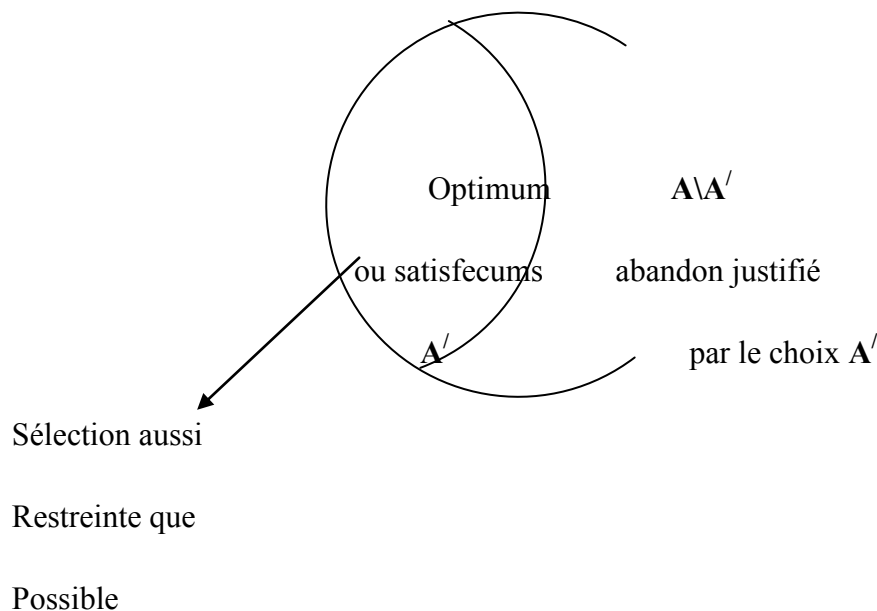 Optimum A\A/
ou satisfecums abandon justifié
A/ par le choix A/
Sélection aussi
Restreinte que
Possible